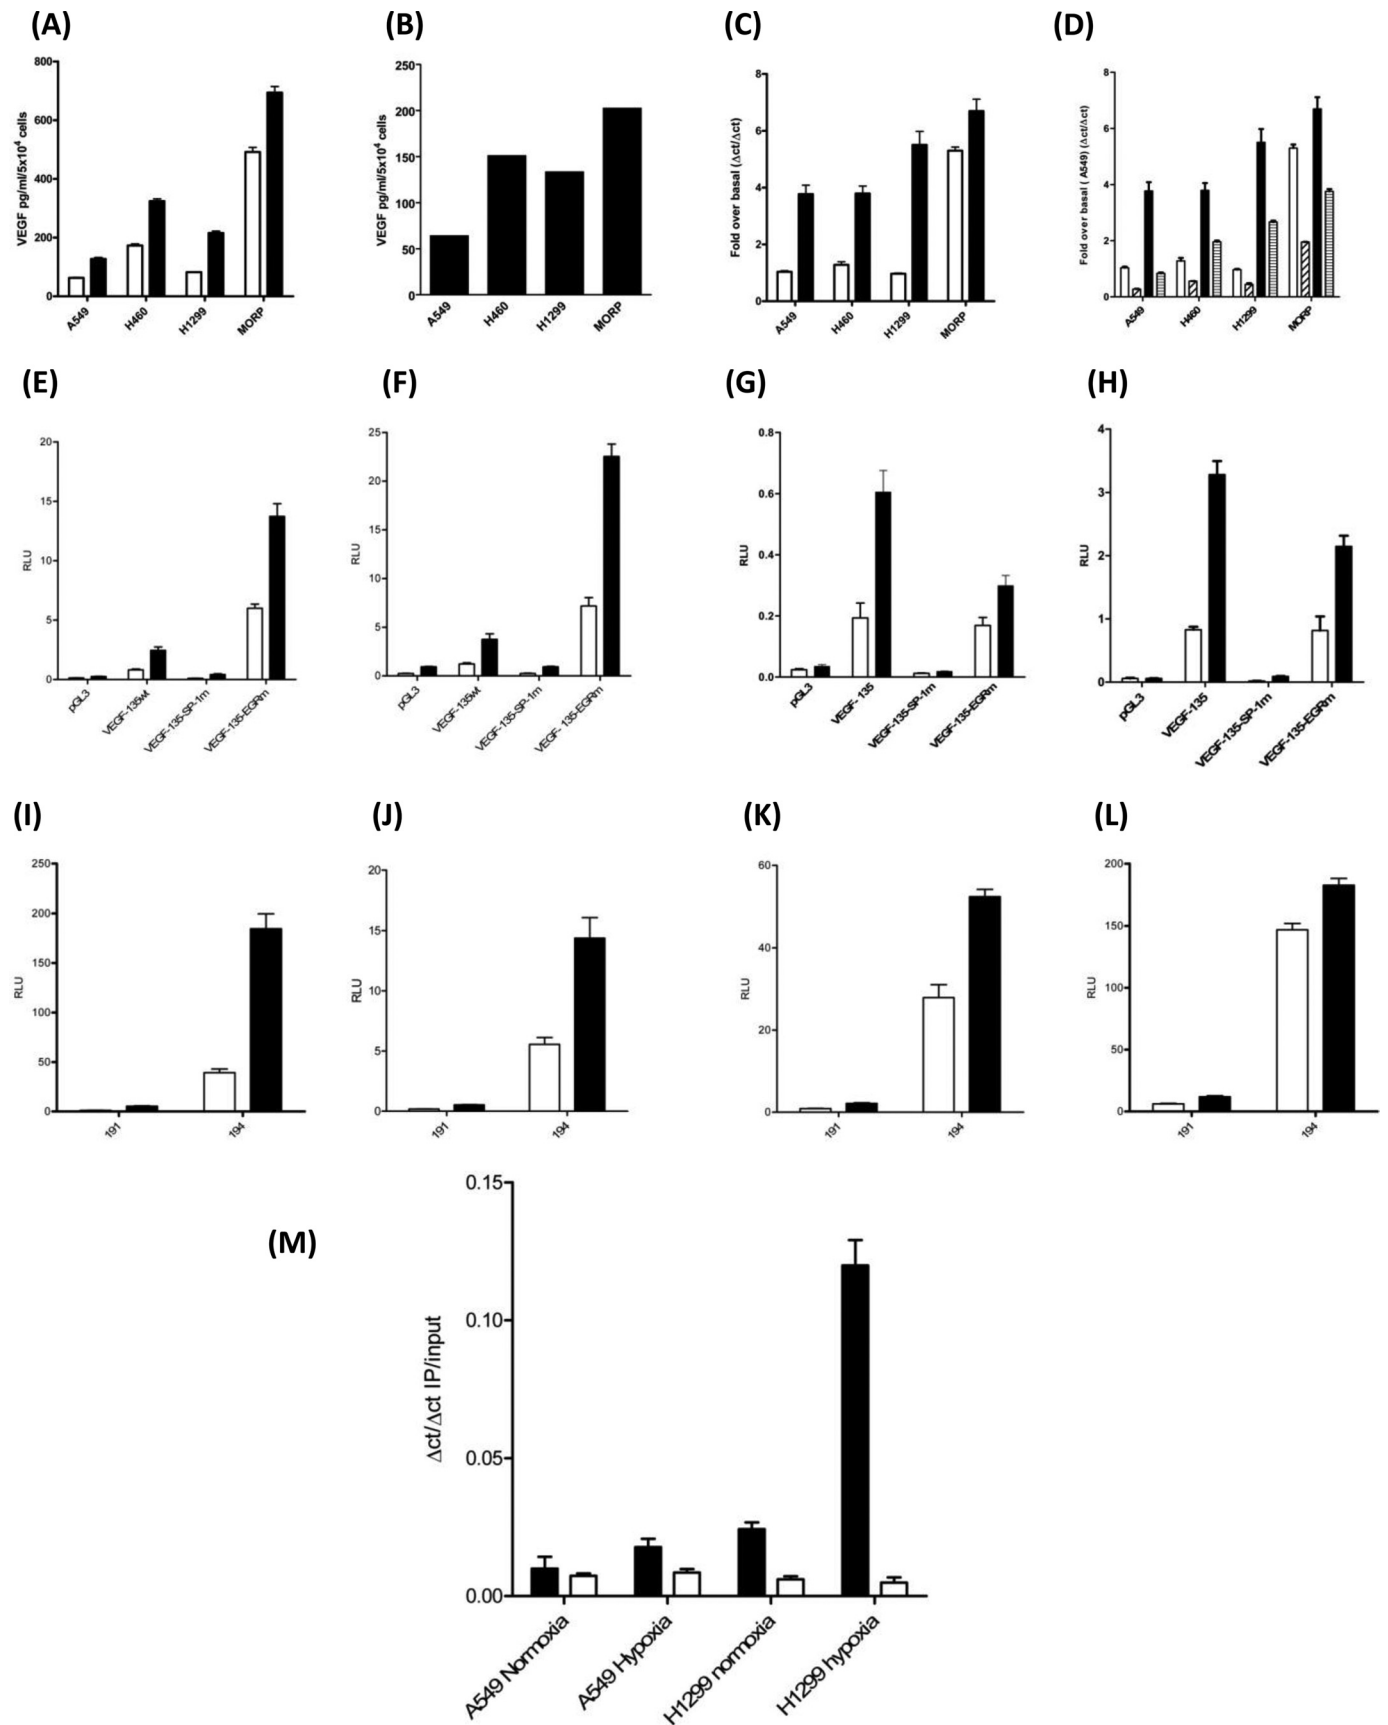 (A)
(B)
(C)
(D)
VEGF pg/ml/5x10⁴ cells
800
600
400
200
0
A549
H460
H1299
MORP
VEGF pg/ml/5x10⁴ cells
250
200
150
100
50
0
A549
H460
H1299
MORP
Fold over basal (Δct/Δct)
8
6
4
2
0
A549
H460
H1299
MORP
Fold over basal ( A549) (Δct/Δct)
8
6
4
2
0
A549
H460
H1299
MORP
(E)
(F)
(G)
(H)
RLU
20
15
10
5
0
pGL3
VEGF-135wt
VEGF-135-SP-1m
VEGF-135-EGRm
RLU
25
20
15
10
5
0
pGL3
VEGF-135wt
VEGF-135-SP-1m
VEGF- 135-EGRm
RLU
0.8
0.6
0.4
0.2
0.0
pGL3
VEGF- 135
VEGF-135-SP-1m
VEGF-135-EGRm
RLU
4
3
2
1
0
pGL3
VEGF-135
VEGF-135-SP-1m
VEGF-135-EGRm
(I)
(J)
(K)
(L)
RLU
250
200
150
100
50
0
191
194
RLU
20
15
10
5
0
191
194
RLU
60
40
20
0
191
194
RLU
200
150
100
50
0
191
194
(M)
Δct/Δct IP/input
0.15
0.10
0.05
0.00
A549 Normoxia
A549 Hypoxia
H1299 normoxia
H1299 hypoxia